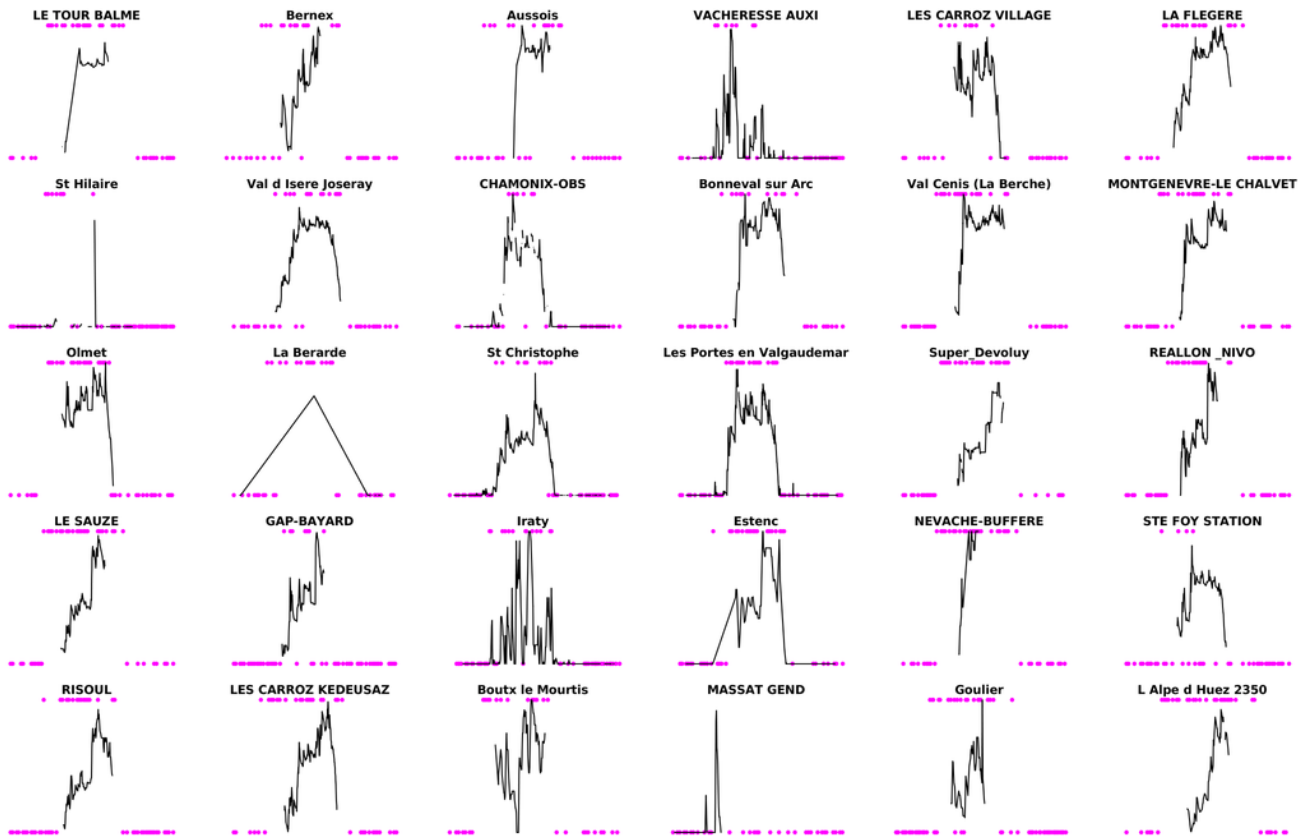 LE TOUR BALME
Bernex
Aussois
VACHERESSE AUXI
LES CARROZ VILLAGE
LA FLEGERE
St Hilaire
Val d Isere Joseray
CHAMONIX-OBS
Bonneval sur Arc
Val Cenis (La Berche)
MONTGENEVRE-LE CHALVET
Olmet
La Berarde
St Christophe
Les Portes en Valgaudemar
Super_Devoluy
REALLON _NIVO
LE SAUZE
GAP-BAYARD
Iraty
Estenc
NEVACHE-BUFFERE
STE FOY STATION
RISOUL
LES CARROZ KEDEUSAZ
Boutx le Mourtis
MASSAT GEND
Goulier
L Alpe d Huez 2350